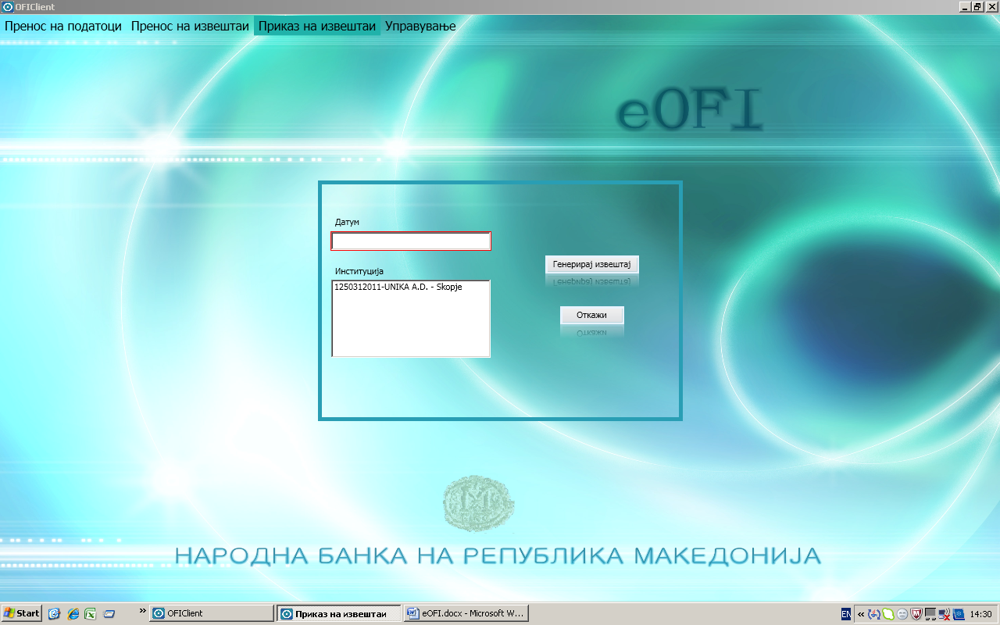 OFIClient
Пренос на податоци Пренос на извештаи Приказ на извештаи Управување
eOFI
Датум
Генерирај извештај
Институција
1250312011-UNIKA A.D. - Skopje
Откажи
НАРОДНА БАНКА НА РЕПУБЛИКА МАКЕДОНИЈА
Start » OFIClient Приказ на извештаи eOFI.docx - Microsoft W... EN « 14:30